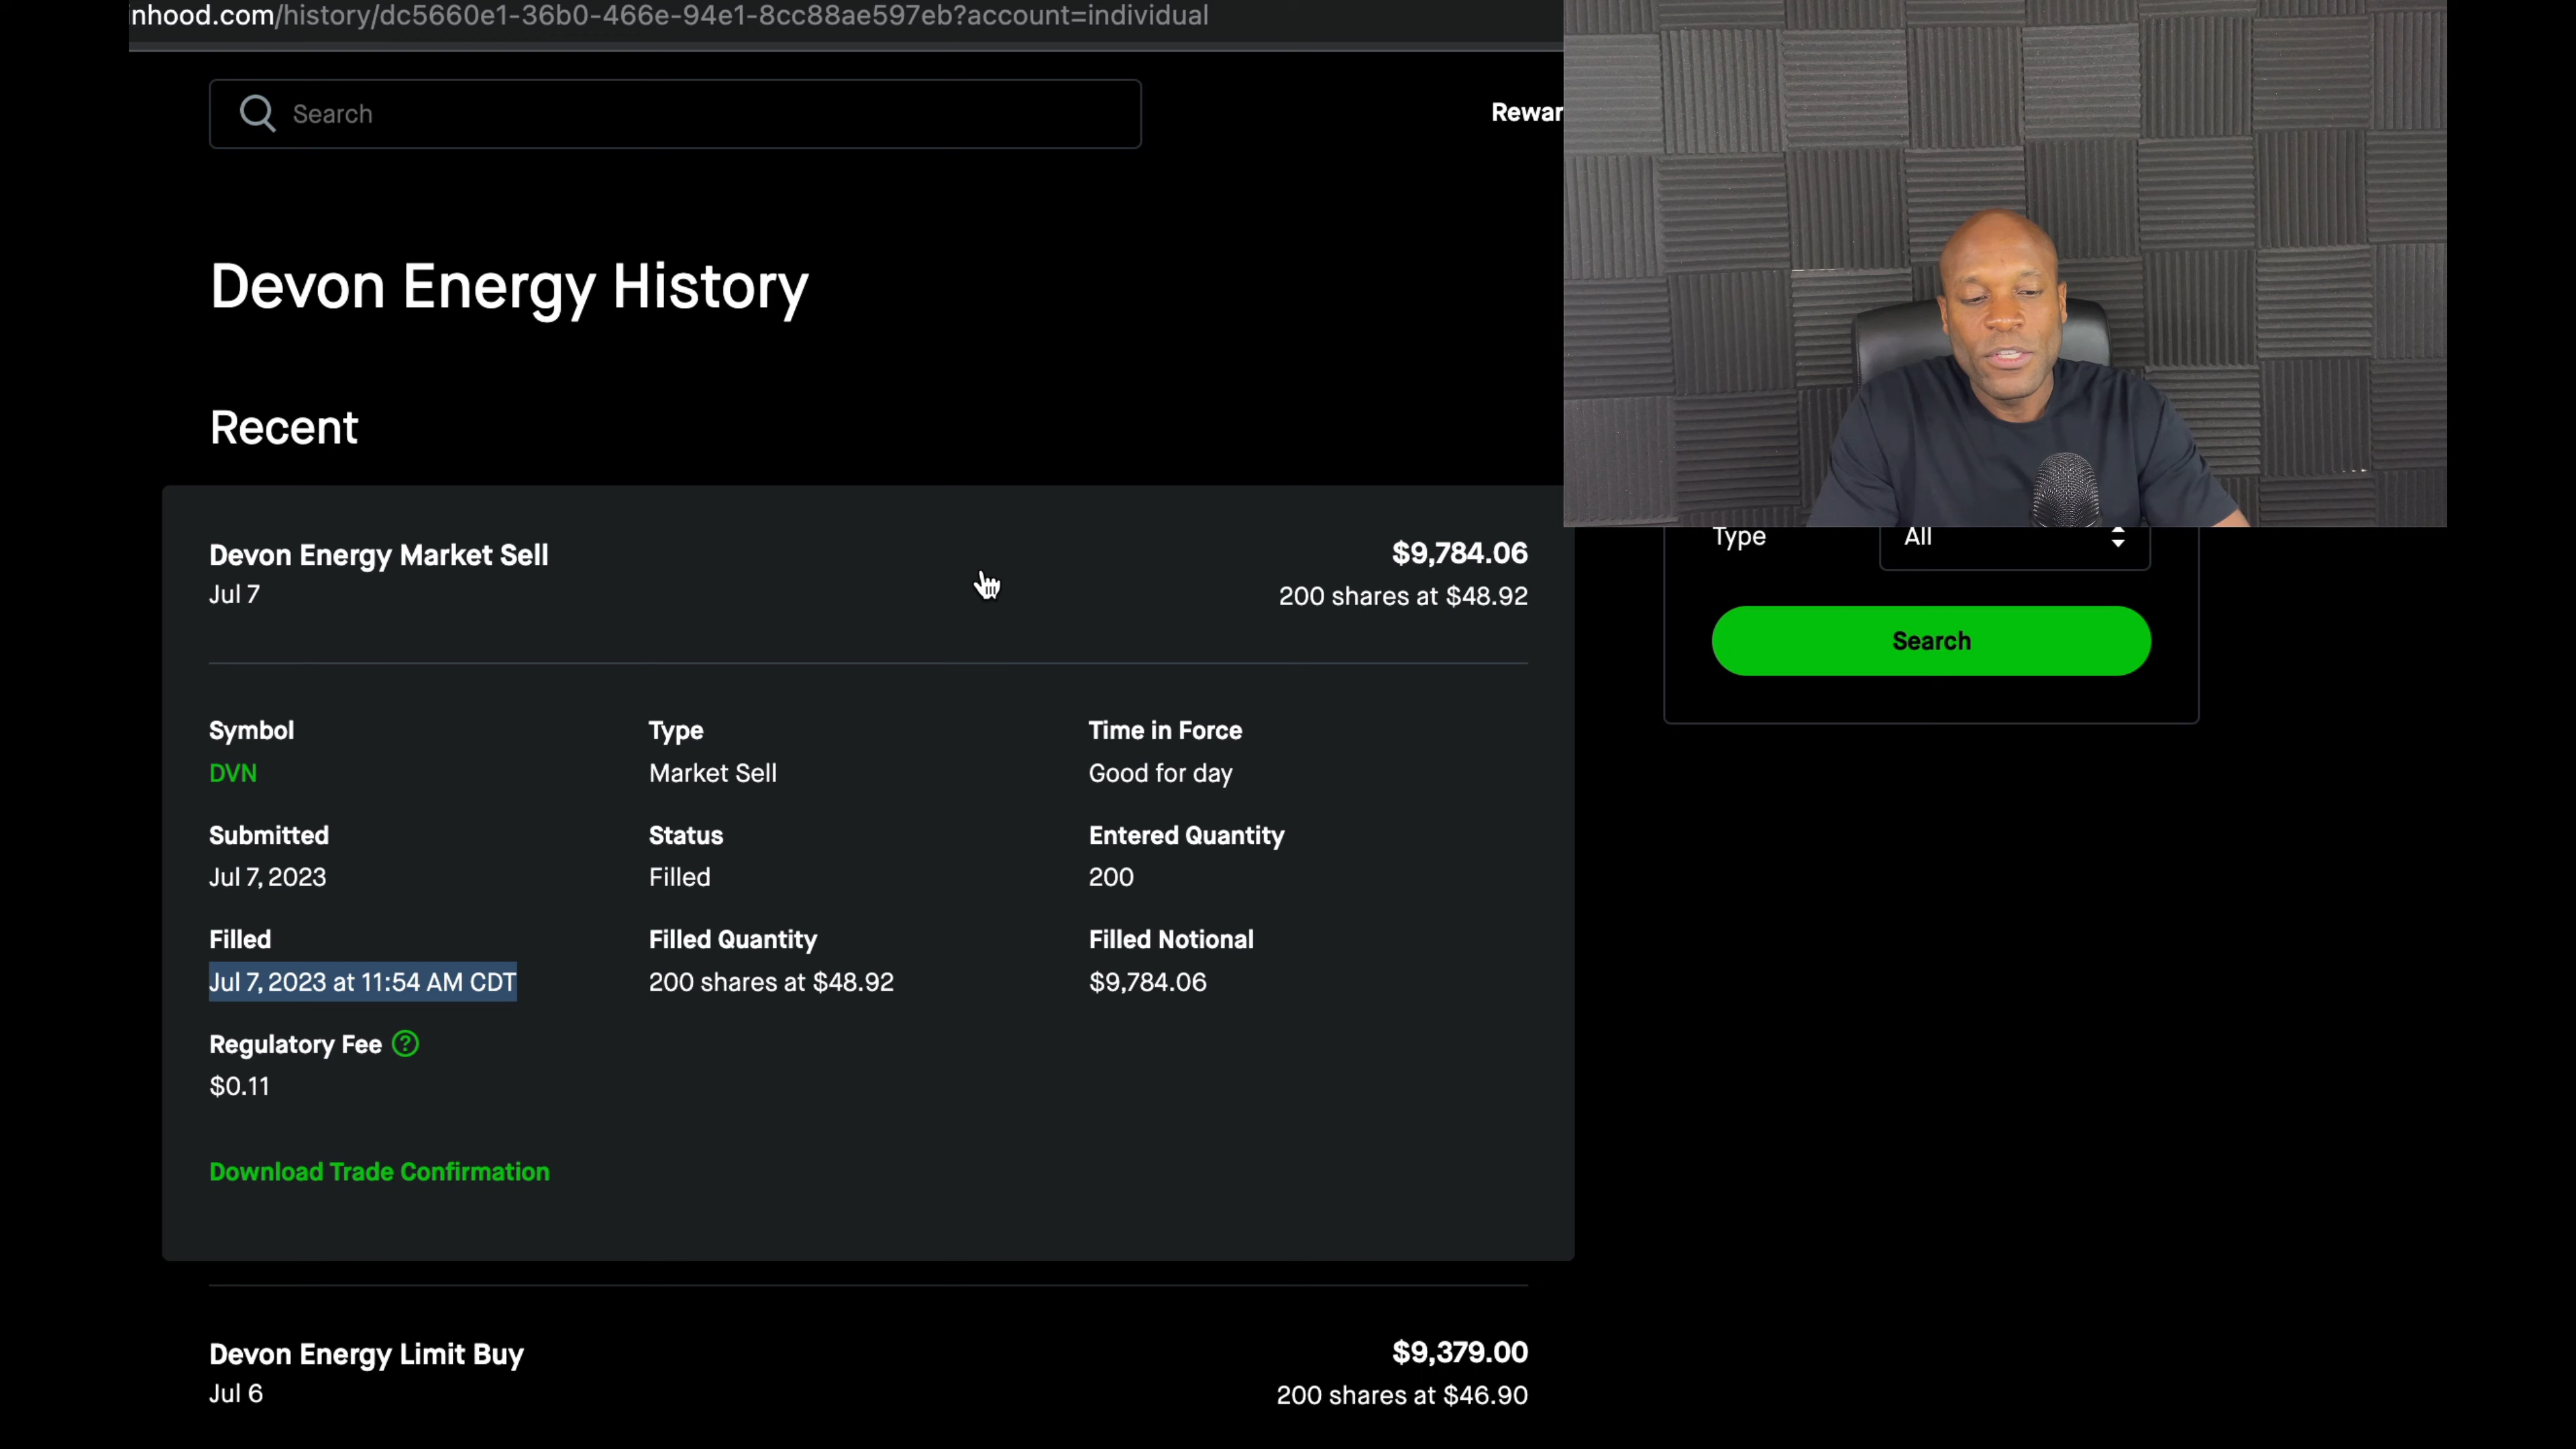 inhood.com/history/dc5660e1-36b0-466e-94e1-8cc88ae597eb?account=individual
Search
Rewar
Devon Energy History
Recent
Devon Energy Market Sell
$9,784.06
Jul 7
200 shares at $48.92
Type
All
Search
Symbol
Type
Time in Force
DVN
Market Sell
Good for day
Submitted
Status
Entered Quantity
Jul 7, 2023
Filled
200
Filled
Filled Quantity
Filled Notional
Jul 7, 2023 at 11:54 AM CDT
200 shares at $48.92
$9,784.06
Regulatory Fee ?
$0.11
Download Trade Confirmation
Devon Energy Limit Buy
$9,379.00
Jul 6
200 shares at $46.90